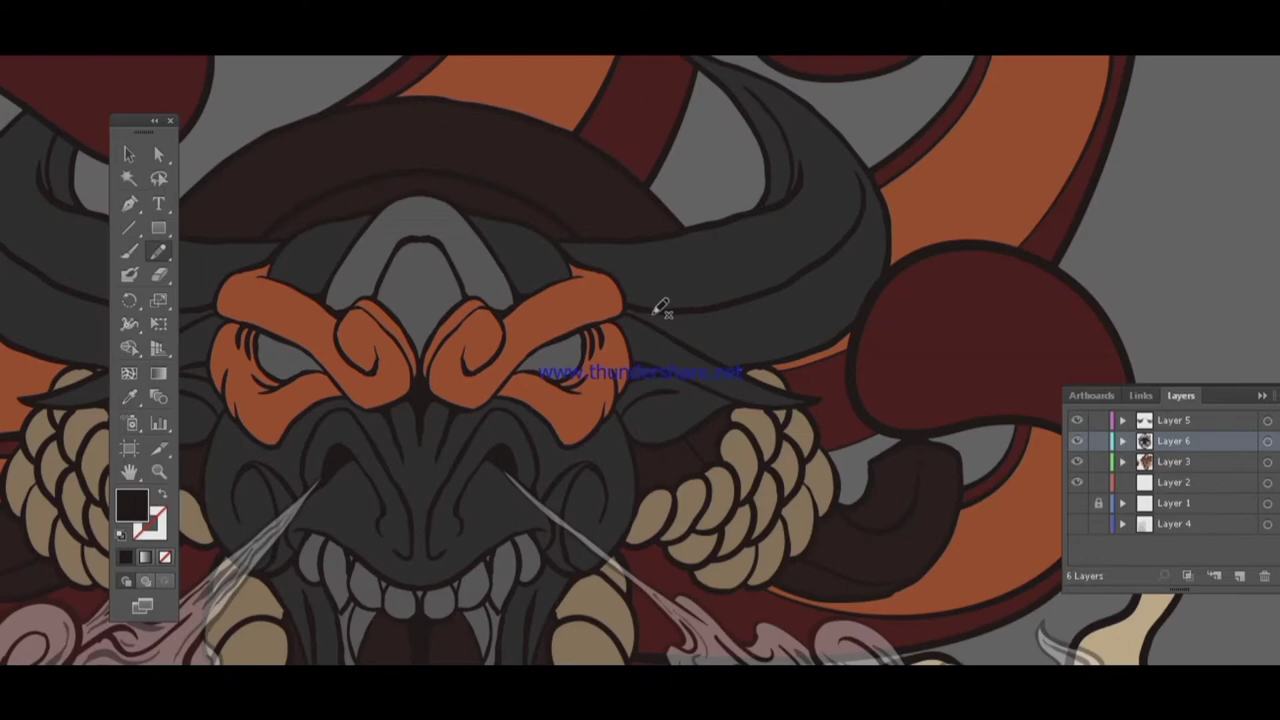 www.thundershare.net
Artboards Links Layers
Layer 5
Layer 6
Layer 3
Layer 2
Layer 1
Layer 4
6 Layers